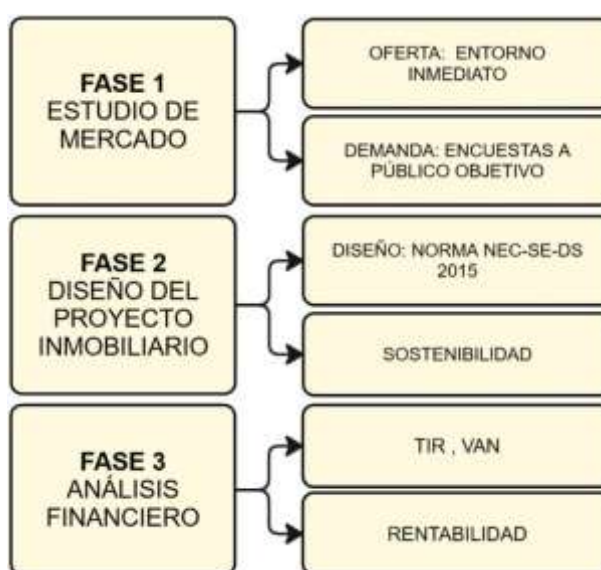 FASE 1
ESTUDIO DE
MERCADO
OFERTA: ENTORNO
INMEDIATO
DEMANDA: ENCUESTAS A
PÚBLICO OBJETIVO
FASE 2
DISEÑO DEL
PROYECTO
INMOBILIARIO
DISEÑO: NORMA NEC-SE-DS
2015
SOSTENIBILIDAD
FASE 3
ANÁLISIS
FINANCIERO
TIR , VAN
RENTABILIDAD